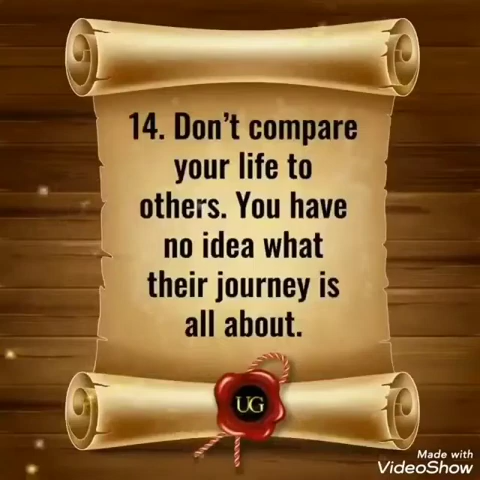 14. Don’t compare
your life to
others. You have
no idea what
their journey is
all about.
UG
Made with
VideoShow